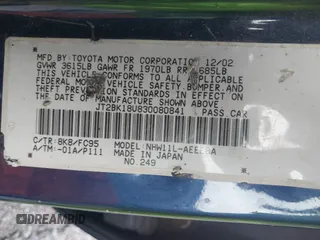 MFD. BY TOYOTA MOTOR CORPORATION 12/02
GVWR 3615LB GAWR FR 1970LB RR 1685LB
THIS VEHICLE CONFORMS TO ALL APPLICABLE
FEDERAL MOTOR VEHICLE SAFETY, BUMPER
AND THEFT PREVENTION STANDARDS IN EFFECT ON
THE DATE OF MANUFACTURE SHOWN ABOVE.
JT2BK18U830080841 PASS.CAR
C/TR: 8K8/FC95 MODEL: NHW11L-
A/TM: -01A/P111 MADE IN JAPAN
NO.249
DREAMBID